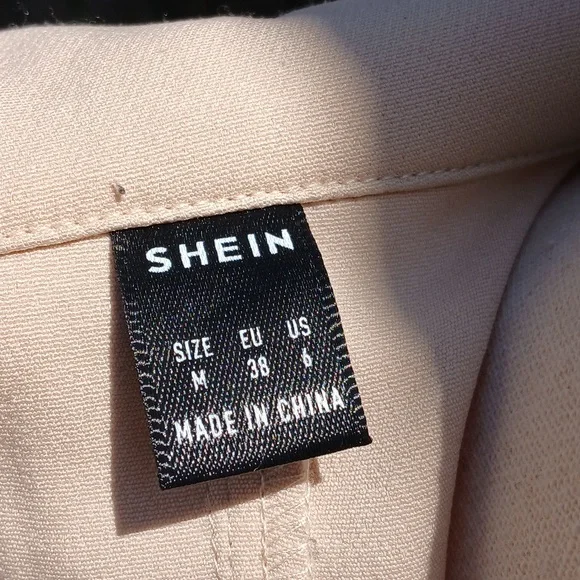 SHEIN
SIZE EU US
M 38 6
MADE IN CHINA